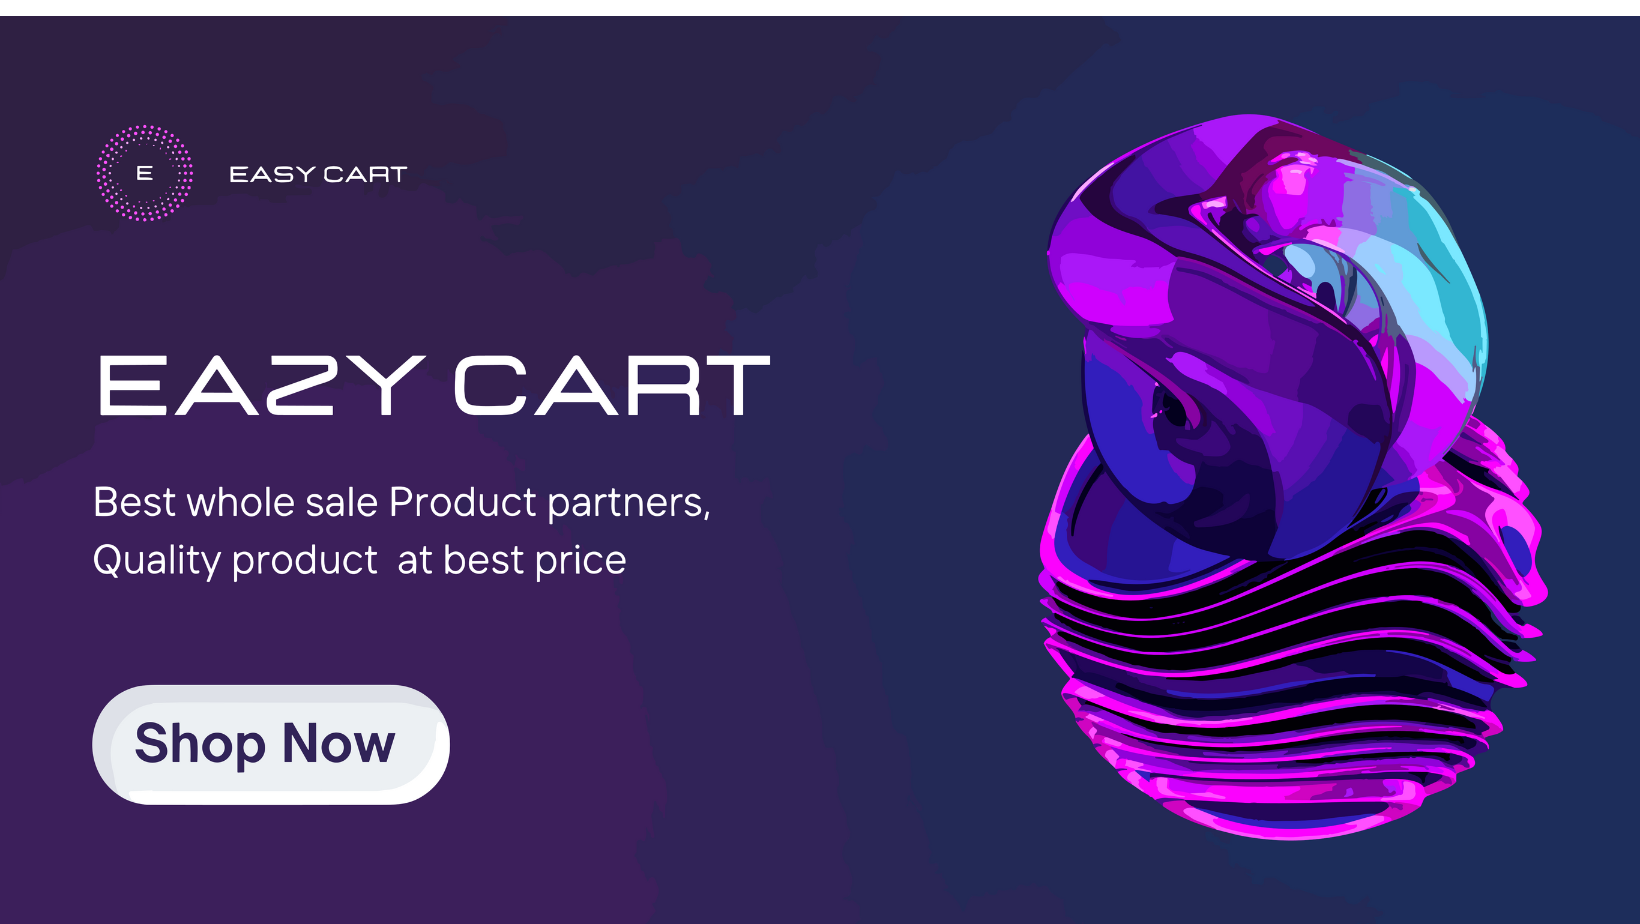 E
EASY CART
EAZY CART
Best whole sale Product partners,
Quality product  at best price
Shop Now